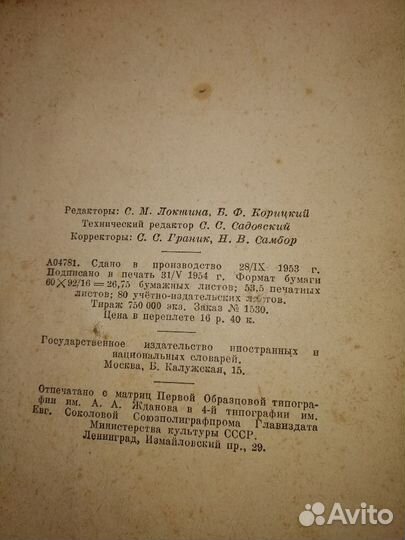 Редакторы: С. М. Локшина, Б. Ф. Корицкий
Технический редактор С. С. Садовский
Корректоры: С. С. Граник, Н. В. Самбор
А04781. Сдано в производство 28/IX 1953 г.
Подписано в печать 31/V 1954 г. Формат бумаги
60 × 92/16 = 26,75 бумажных листов; 53,5 печатных
листов; 80 учётно-издательских листов.
Тираж 750 000 экз. Заказ № 1530.
Цена в переплете 16 р. 40 к.
Государственное издательство иностранных и
национальных словарей.
Москва, Б. Калужская, 15.
Отпечатано с матриц Первой Образцовой типогра-
фии им. А. А. Жданова в 4-й типографии им.
Евг. Соколовой Союзполиграфпрома Главиздата
Министерства культуры СССР.
Ленинград, Измайловский пр., 29.
Avito